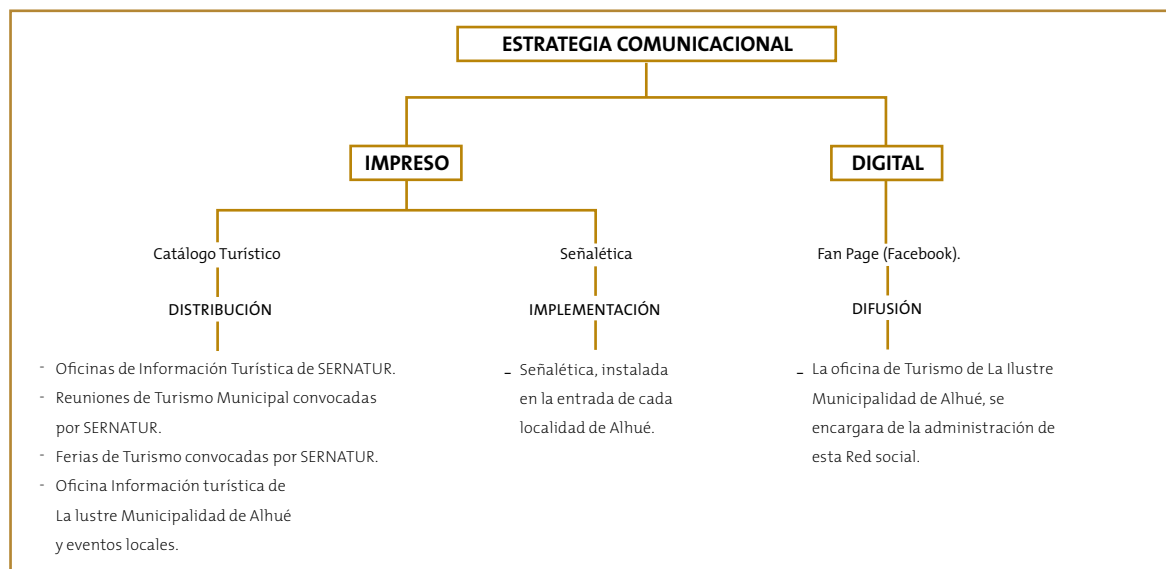 ESTRATEGIA COMUNICACIONAL
IMPRESO
DIGITAL
Catálogo Turístico
Señalética
Fan Page (Facebook).
DISTRIBUCIÓN
IMPLEMENTACIÓN
DIFUSIÓN
- Oficinas de Información Turística de SERNATUR.
- Reuniones de Turismo Municipal convocadas
por SERNATUR.
- Ferias de Turismo convocadas por SERNATUR.
- Oficina Información turística de
La lustre Municipalidad de Alhué
y eventos locales.
- Señalética, instalada
en la entrada de cada
localidad de Alhué.
- La oficina de Turismo de La Ilustre
Municipalidad de Alhué, se
encargara de la administración de
esta Red social.